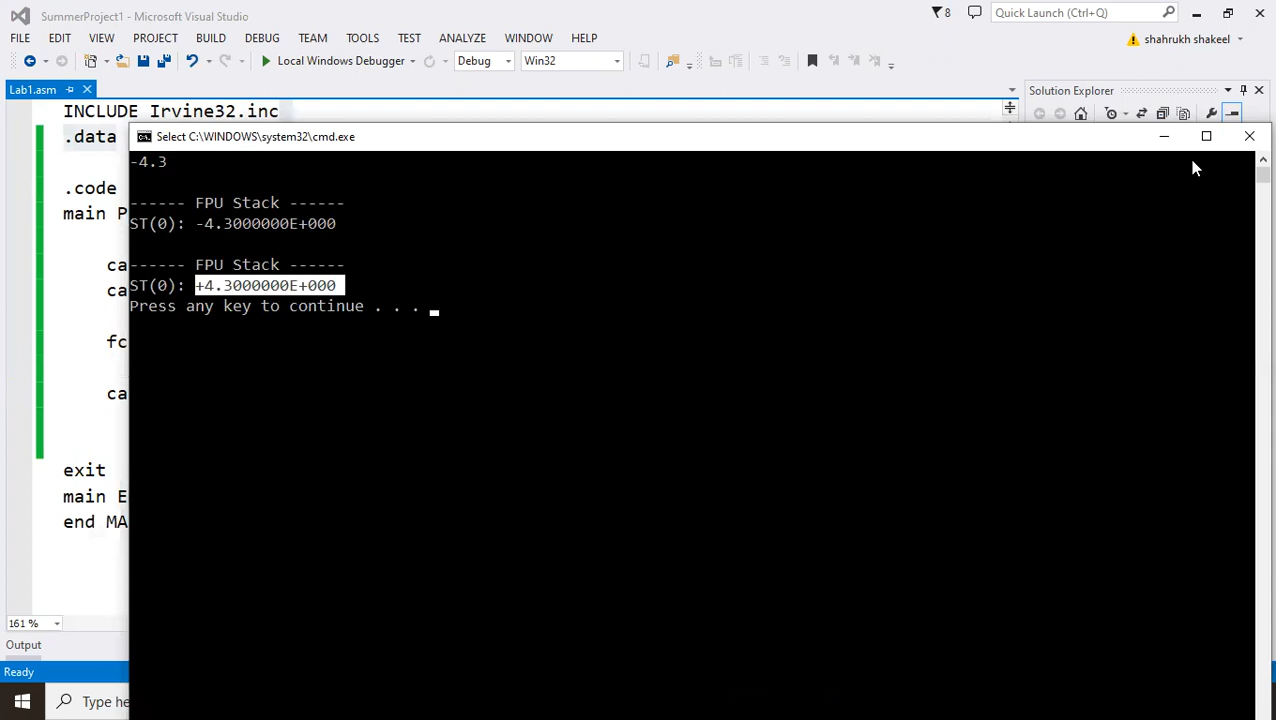 SummerProject1 - Microsoft Visual Studio
8
Quick Launch (Ctrl+Q)
FILE EDIT VIEW PROJECT BUILD DEBUG TEAM TOOLS TEST ANALYZE WINDOW HELP
shahrukh shakeel
Local Windows Debugger
Debug
Win32
Lab1.asm
Solution Explorer
INCLUDE Irvine32.inc
.data
.code
main P
ca
ca
fc
ca
exit
main E
end MA
Select C:\WINDOWS\system32\cmd.exe
-4.3
------ FPU Stack ------
ST(0): -4.3000000E+000
------ FPU Stack ------
ST(0): +4.3000000E+000
Press any key to continue . . .
161 %
Output
Ready
Type he